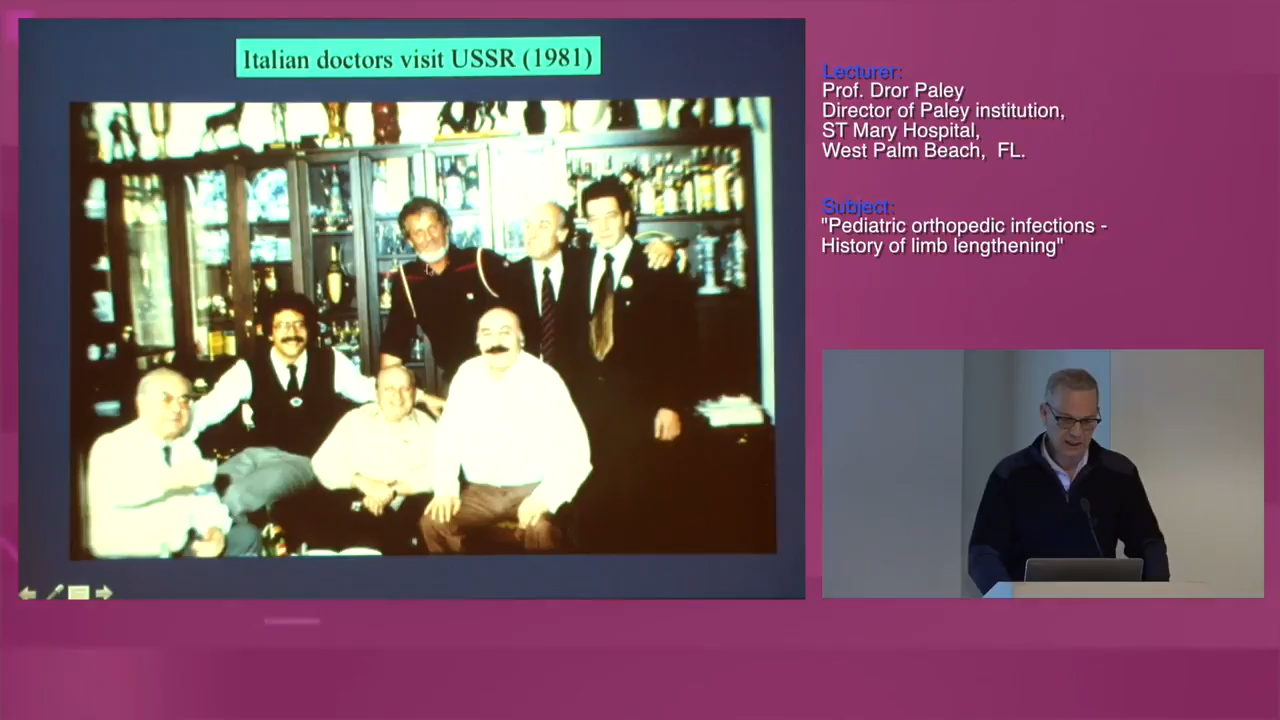 Italian doctors visit USSR (1981)
Lecturer:
Prof. Dror Paley
Director of Paley institution,
ST Mary Hospital,
West Palm Beach, FL.
Subject:
"Pediatric orthopedic infections -
History of limb lengthening"